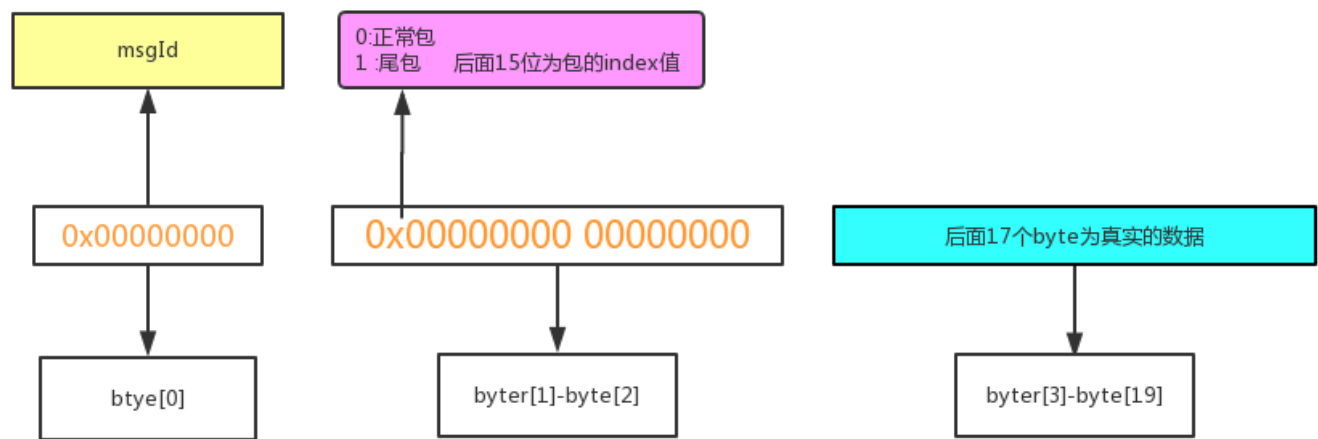 msgId
0:正常包
1 :尾包 后面15位为包的index值
0x00000000
0x00000000 00000000
后面17个byte为真实的数据
btye[0]
byter[1]-byte[2]
byter[3]-byte[19]